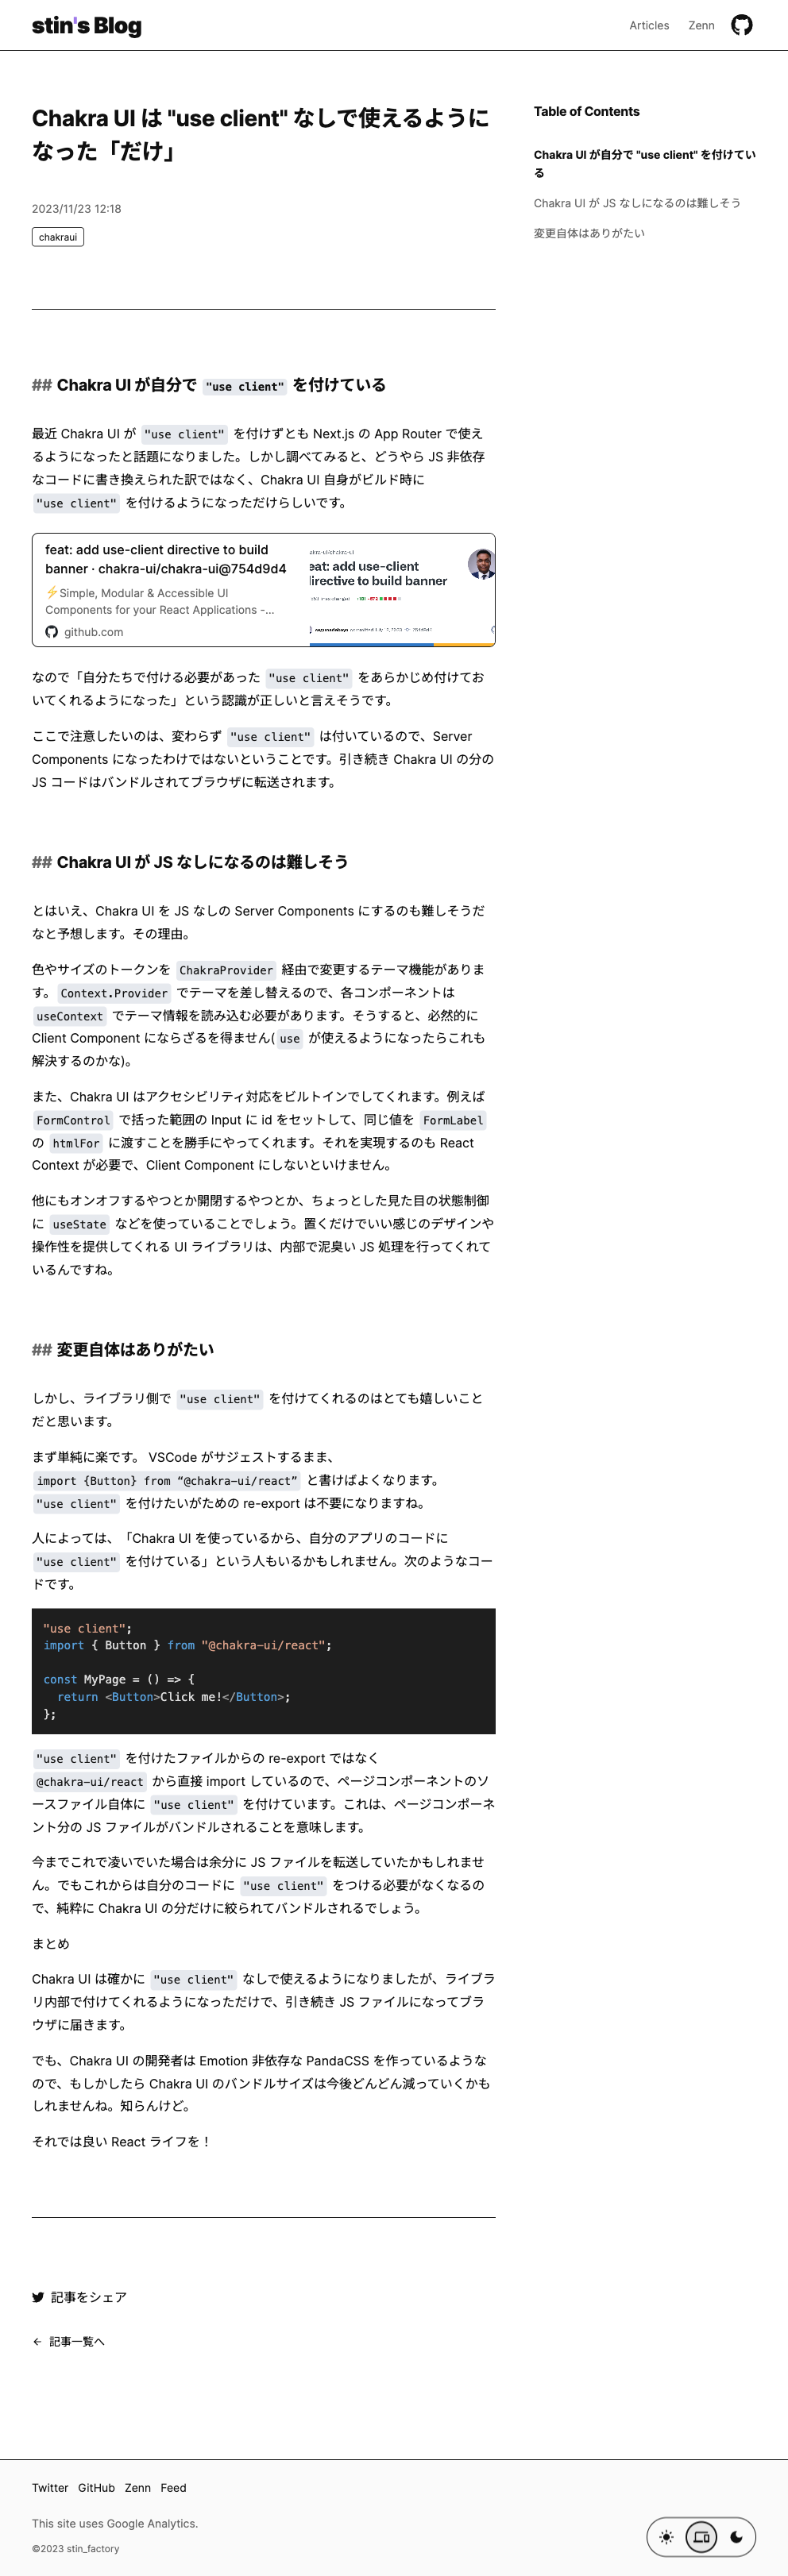 stin's Blog
Articles Zenn
Chakra UI は "use client" なしで使えるように
なった「だけ」
2023/11/23 12:18
chakraui
Table of Contents
Chakra UI が自分で "use client" を付けてい
る
Chakra UI が JS なしになるのは難しそう
変更自体はありがたい
## Chakra UI が自分で "use client" を付けている
最近 Chakra UI が "use client" を付けずとも Next.js の App Router で使え
るようになったと話題になりました。しかし調べてみると、どうやら JS 非依存
なコードに書き換えられた訳ではなく、Chakra UI 自身がビルド時に
"use client" を付けるようになっただけらしいです。
feat: add use-client directive to build
banner · chakra-ui/chakra-ui@754d9d4
⚡️Simple, Modular & Accessible UI
Components for your React Applications -...
github.com
eat: add use-client
directive to build banner
なので「自分たちで付ける必要があった "use client" をあらかじめ付けてお
いてくれるようになった」という認識が正しいと言えそうです。
ここで注意したいのは、変わらず "use client" は付いているので、Server
Components になったわけではないということです。引き続き Chakra UI の分の
JS コードはバンドルされてブラウザに転送されます。
## Chakra UI が JS なしになるのは難しそう
とはいえ、Chakra UI を JS なしの Server Components にするのも難しそうだ
なと予想します。その理由。
色やサイズのトークンを ChakraProvider 経由で変更するテーマ機能がありま
す。 Context.Provider でテーマを差し替えるので、各コンポーネントは
useContext でテーマ情報を読み込む必要があります。そうすると、必然的に
Client Component にならざるを得ません( use が使えるようになったらこれも
解決するのかな)。
また、Chakra UI はアクセシビリティ対応をビルトインでしてくれます。例えば
FormControl で括った範囲の Input に id をセットして、同じ値を FormLabel
の htmlFor に渡すことを勝手にやってくれます。それを実現するのも React
Context が必要で、Client Component にしないといけません。
他にもオンオフするやつとか開閉するやつとか、ちょっとした見た目の状態制御
に useState などを使っていることでしょう。置くだけでいい感じのデザインや
操作性を提供してくれる UI ライブラリは、内部で泥臭い JS 処理を行ってくれて
いるんですね。
## 変更自体はありがたい
しかし、ライブラリ側で "use client" を付けてくれるのはとても嬉しいこと
だと思います。
まず単純に楽です。 VSCode がサジェストするまま、
import {Button} from “@chakra-ui/react” と書けばよくなります。
"use client" を付けたいがための re-export は不要になりますね。
人によっては、「Chakra UI を使っているから、自分のアプリのコードに
"use client" を付けている」という人もいるかもしれません。次のようなコー
ドです。
"use client";
import { Button } from "@chakra-ui/react";
const MyPage = () => {
return <Button>Click me!</Button>;
};
"use client" を付けたファイルからの re-export ではなく
@chakra-ui/react から直接 import しているので、ページコンポーネントのソ
ースファイル自体に "use client" を付けています。これは、ページコンポーネ
ント分の JS ファイルがバンドルされることを意味します。
今までこれで凌いでいた場合は余分に JS ファイルを転送していたかもしれませ
ん。でもこれからは自分のコードに "use client" をつける必要がなくなるの
で、純粋に Chakra UI の分だけに絞られてバンドルされるでしょう。
まとめ
Chakra UI は確かに "use client" なしで使えるようになりましたが、ライブラ
リ内部で付けてくれるようになっただけで、引き続き JS ファイルになってブラ
ウザに届きます。
でも、Chakra UI の開発者は Emotion 非依存な PandaCSS を作っているような
ので、もしかしたら Chakra UI のバンドルサイズは今後どんどん減っていくかも
しれませんね。知らんけど。
それでは良い React ライフを！
記事をシェア
← 記事一覧へ
Twitter GitHub Zenn Feed
This site uses Google Analytics.
©2023 stin_factory